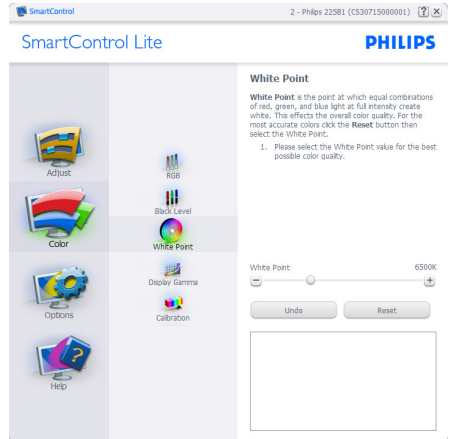 SmartControl
2 - Philips 225B1 (CS30715000001) ? X
SmartControl Lite
PHILIPS
Adjust
Color
Options
Help
RGB
Black Level
White Point
Display Gamma
Calibration
White Point
White Point is the point at which equal combinations
of red, green, and blue light at full intensity create
white. This effects the overall color quality. For the
most accurate colors click the Reset button then
select the White Point.
1. Please select the White Point value for the best
possible color quality.
White Point 6500K
Undo Reset